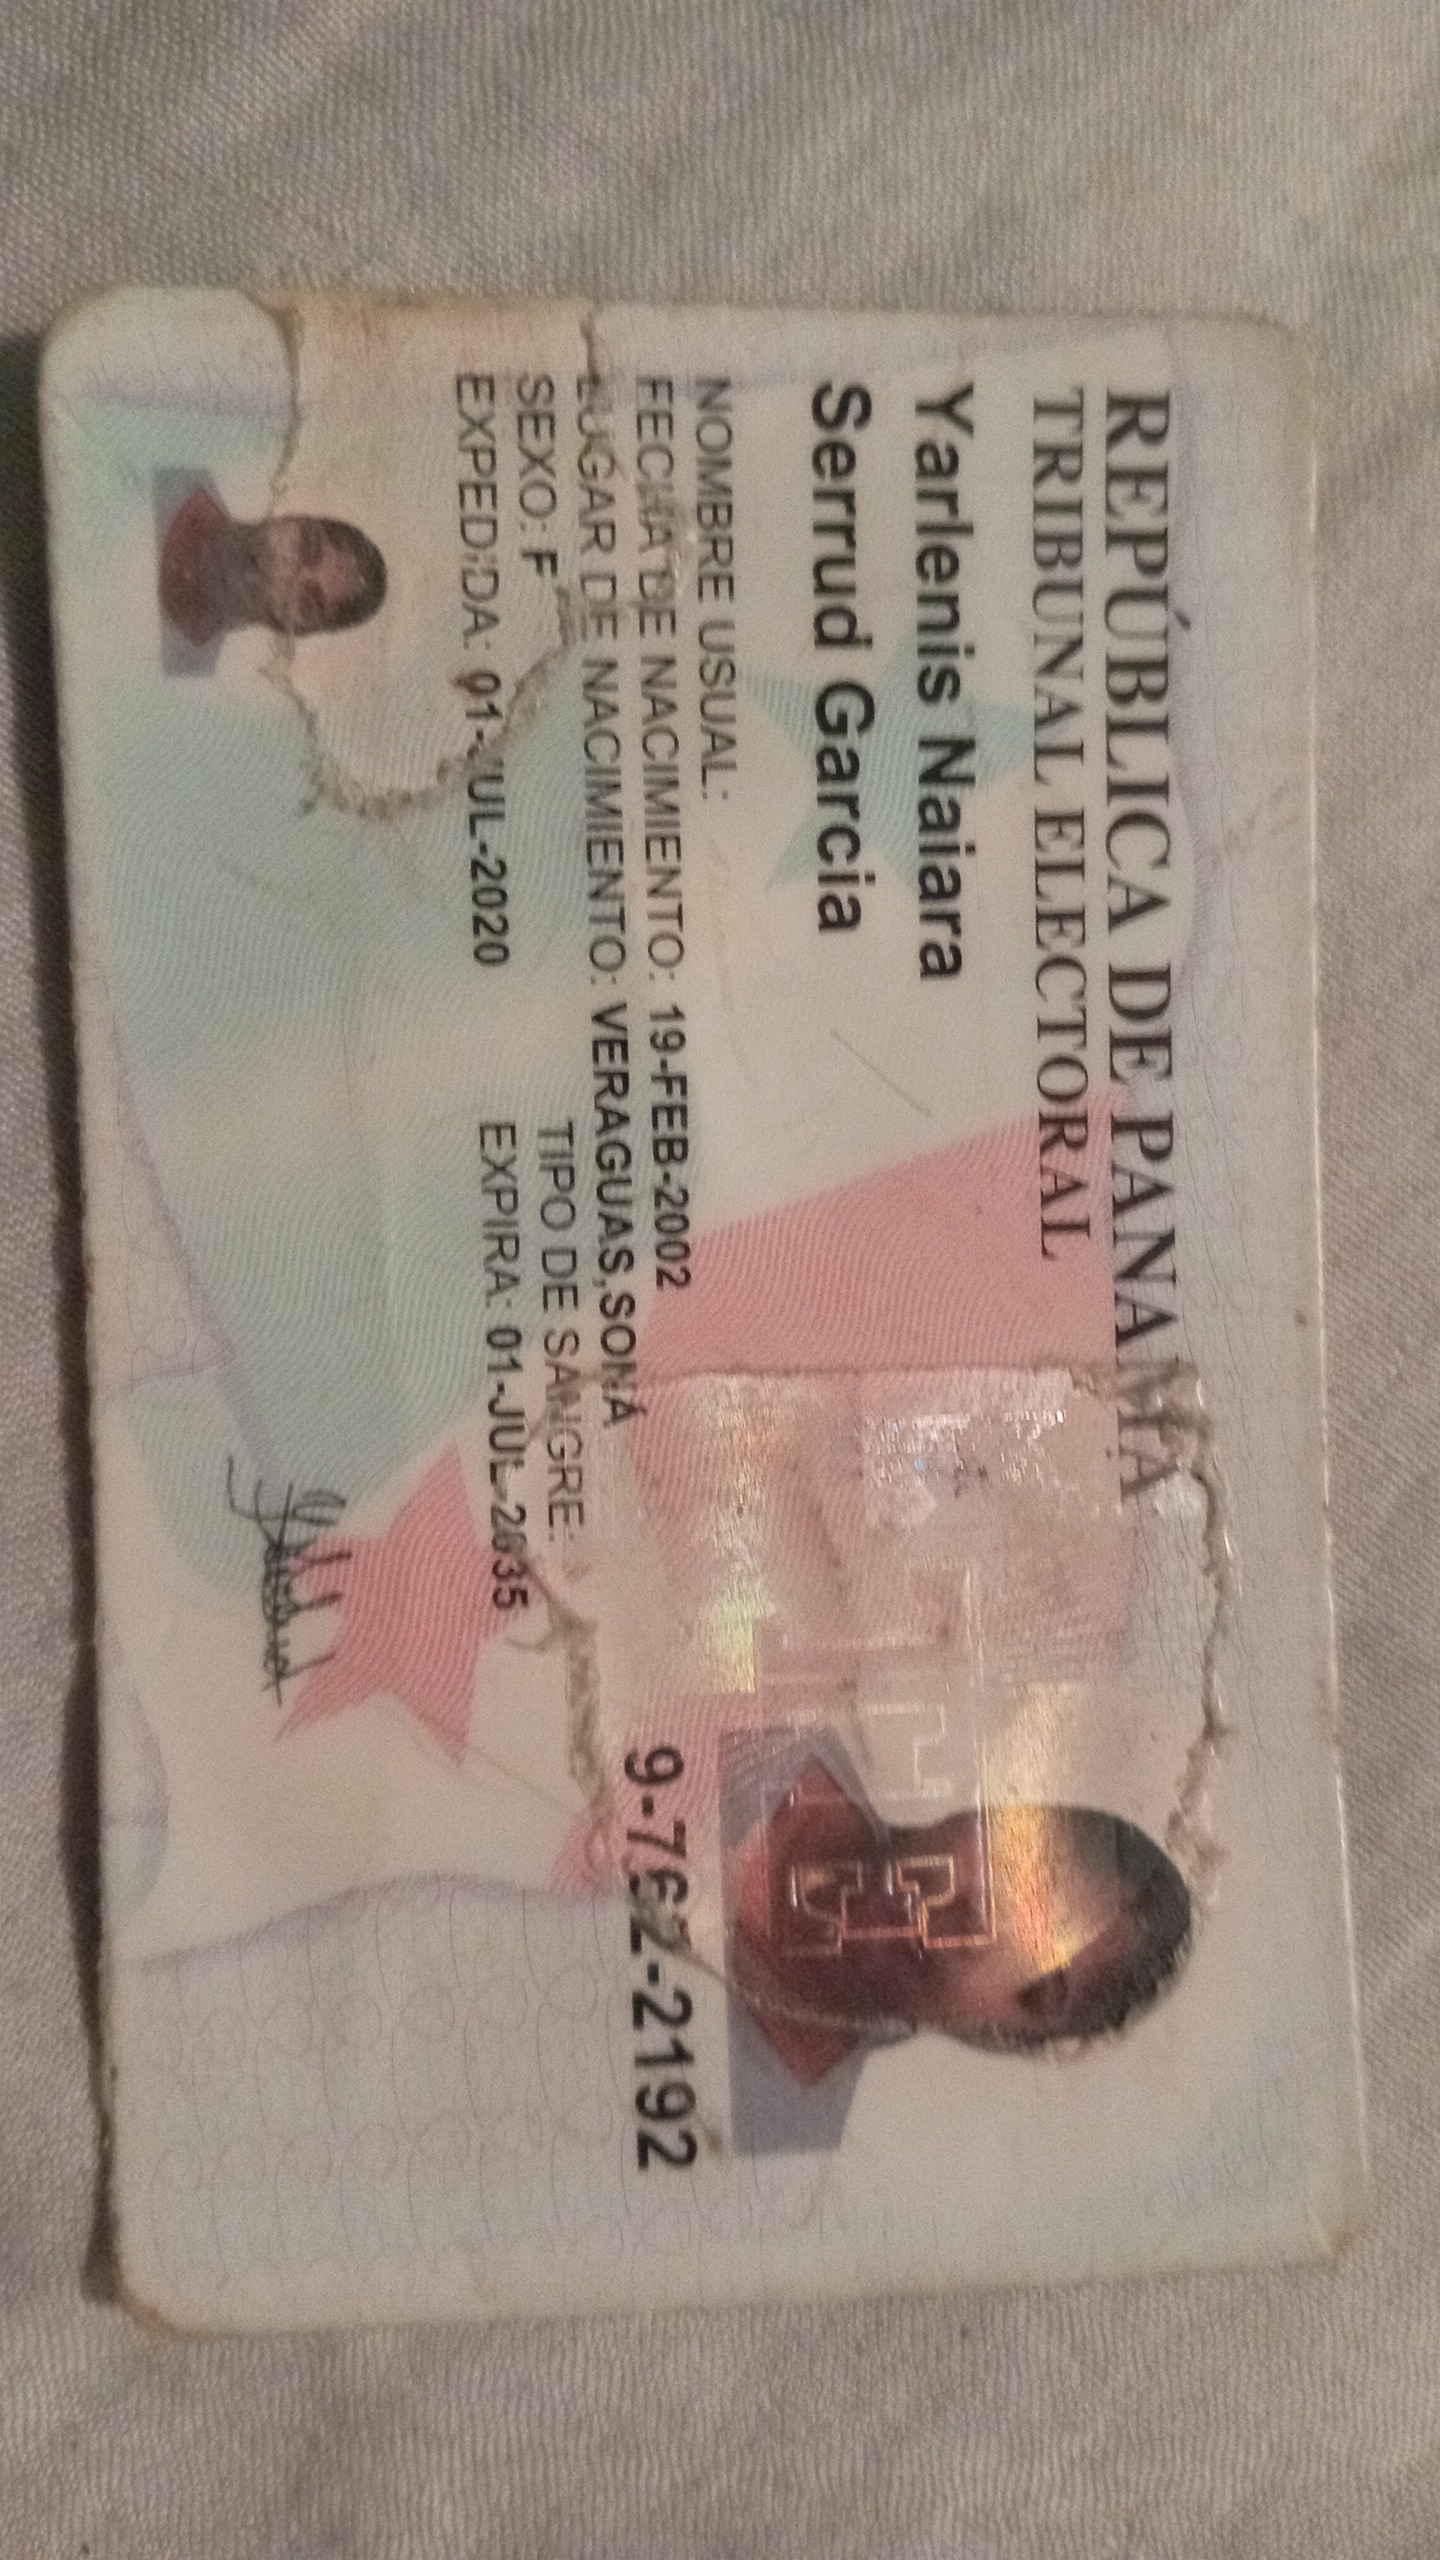 REPÚBLICA DE PANAMÁ
TRIBUNAL ELECTORAL
Yarlenis Naiara
Serrud Garcia
NOMBRE USUAL:
FECHA DE NACIMIENTO: 19-FEB-2002
LUGAR DE NACIMIENTO: VERAGUAS,SONÁ
SEXO: F TIPO DE SANGRE:
EXPEDIDA: 01-JUL-2020 EXPIRA: 01-JUL-2035
9-762-2192